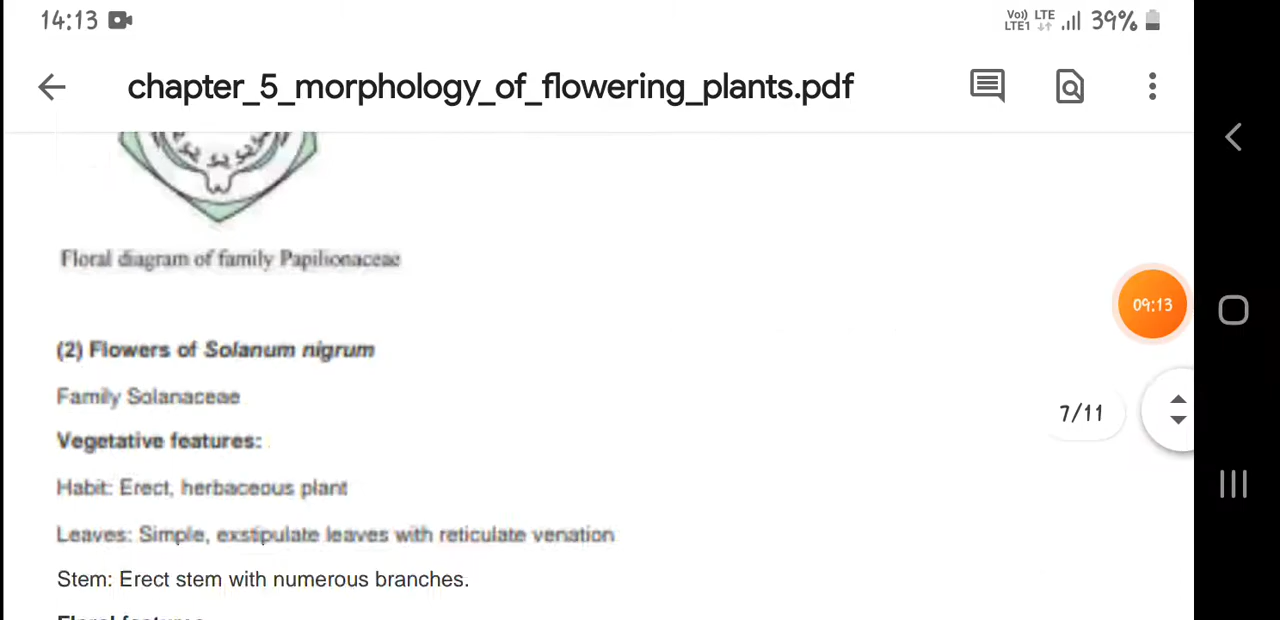 14:13
Vo)) LTE
LTE1
39%
chapter_5_morphology_of_flowering_plants.pdf
Floral diagram of family Papilionaceae
09:13
(2) Flowers of Solanum nigrum
Family Solanaceae
7/11
Vegetative features:
Habit: Erect, herbaceous plant
Leaves: Simple, exstipulate leaves with reticulate venation
Stem: Erect stem with numerous branches.
Floral features